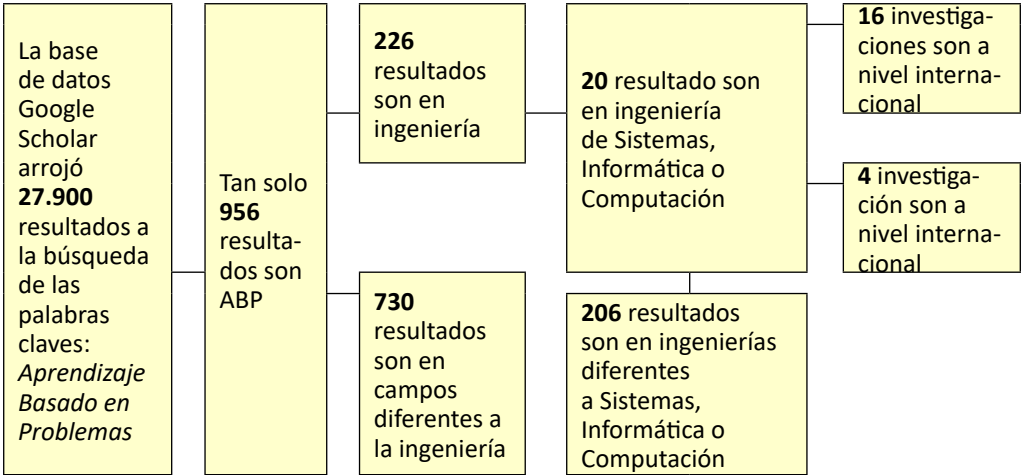 La base
de datos
Google
Scholar
arrojó
27.900
resultados a
la búsqueda
de las
palabras
claves:
Aprendizaje
Basado en
Problemas
Tan solo
956
resulta-
dos son
ABP
226
resultados
son en
ingeniería
730
resultados
son en
campos
diferentes a
la ingeniería
20 resultado son
en ingeniería
de Sistemas,
Informática o
Computación
206 resultados
son en ingenierías
diferentes
a Sistemas,
Informática o
Computación
16 investiga-
ciones son a
nivel interna-
cional
4 investiga-
ción son a
nivel interna-
cional